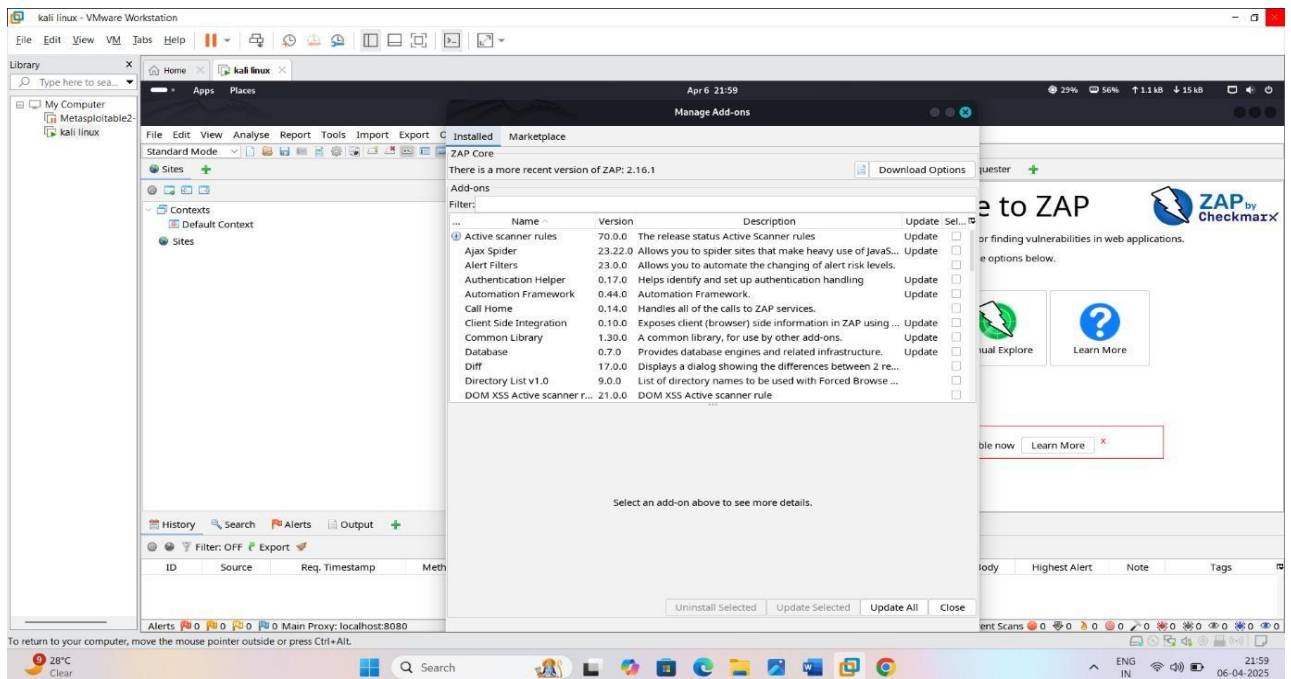 kali linux - VMware Workstation
File Edit View VM Tabs Help
Library
Home kali linux
Type here to sea...
Apps Places Apr 6 21:59 29% 56% 1.1 kB 15 kB
My Computer
Metasploitable2-
kali linux
Manage Add-ons
File Edit View Analyse Report Tools Import Export
Standard Mode
Sites
Contexts
Default Context
Sites
Installed Marketplace
ZAP Core
There is a more recent version of ZAP: 2.16.1 Download Options
Add-ons
Filter:
... Name Version Description Update Sel...
Active scanner rules 70.0.0 The release status Active Scanner rules Update
Ajax Spider 23.22.0 Allows you to spider sites that make heavy use of JavaS... Update
Alert Filters 23.0.0 Allows you to automate the changing of alert risk levels.
Authentication Helper 0.17.0 Helps identify and set up authentication handling Update
Automation Framework 0.44.0 Automation Framework. Update
Call Home 0.14.0 Handles all of the calls to ZAP services.
Client Side Integration 0.10.0 Exposes client (browser) side information in ZAP using ... Update
Common Library 1.30.0 A common library, for use by other add-ons. Update
Database 0.7.0 Provides database engines and related infrastructure. Update
Diff 17.0.0 Displays a dialog showing the differences between 2 re...
Directory List v1.0 9.0.0 List of directory names to be used with Forced Browse ...
DOM XSS Active scanner r... 21.0.0 DOM XSS Active scanner rule
Select an add-on above to see more details.
Uninstall Selected Update Selected Update All Close
quester
e to ZAP
ZAP by
Checkmarx
or finding vulnerabilities in web applications.
e options below.
ual Explore Learn More
ble now Learn More x
History Search Alerts Output
Filter: OFF Export
ID Source Req. Timestamp Meth
Body Highest Alert Note Tags
Alerts 0 0 0 0 Main Proxy: localhost:8080
ent Scans 0 0 0 0 0 0 0 0 0 0
To return to your computer, move the mouse pointer outside or press Ctrl+Alt.
9
28°C
Clear
Search
ENG
IN
21:59
06-04-2025